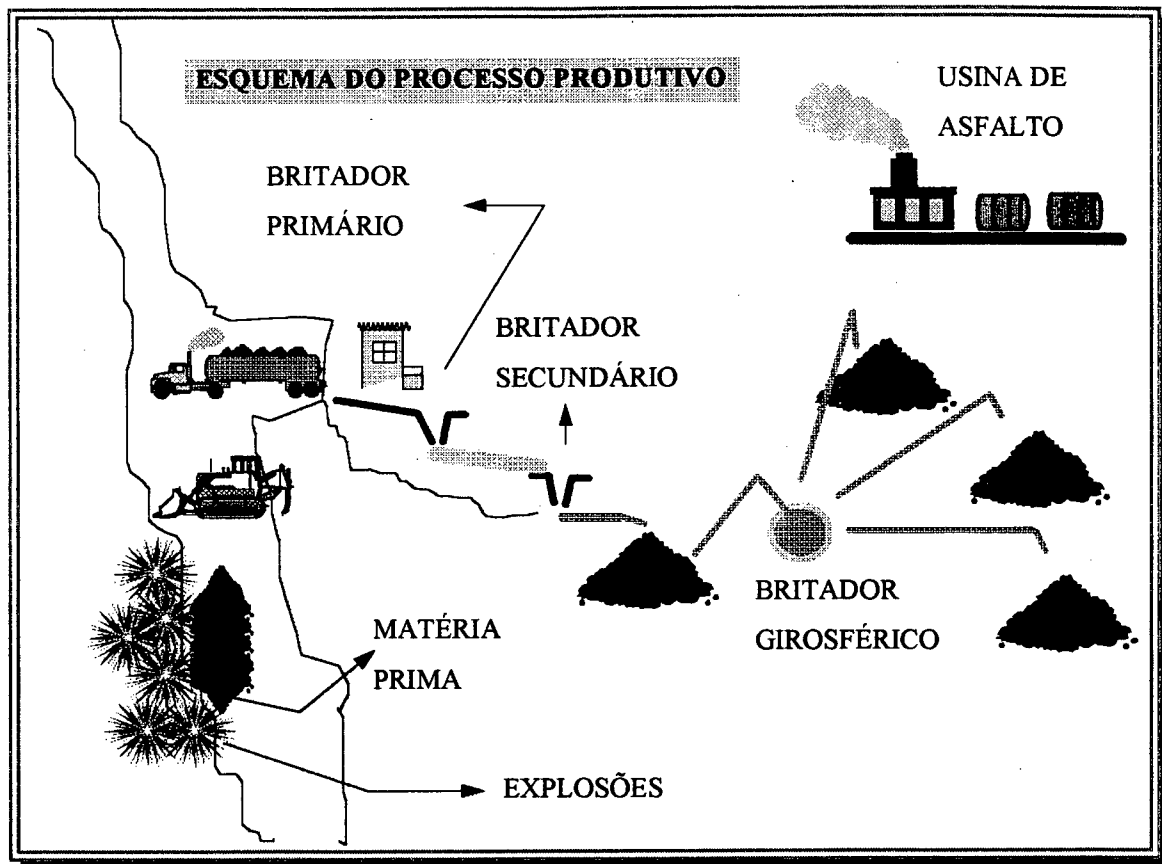 ESQUEMA DO PROCESSO PRODUTIVO
USINA DE
ASFALTO
BRITADOR
PRIMÁRIO
BRITADOR
SECUNDÁRIO
BRITADOR
GIROSFÉRICO
MATÉRIA
PRIMA
EXPLOSÕES